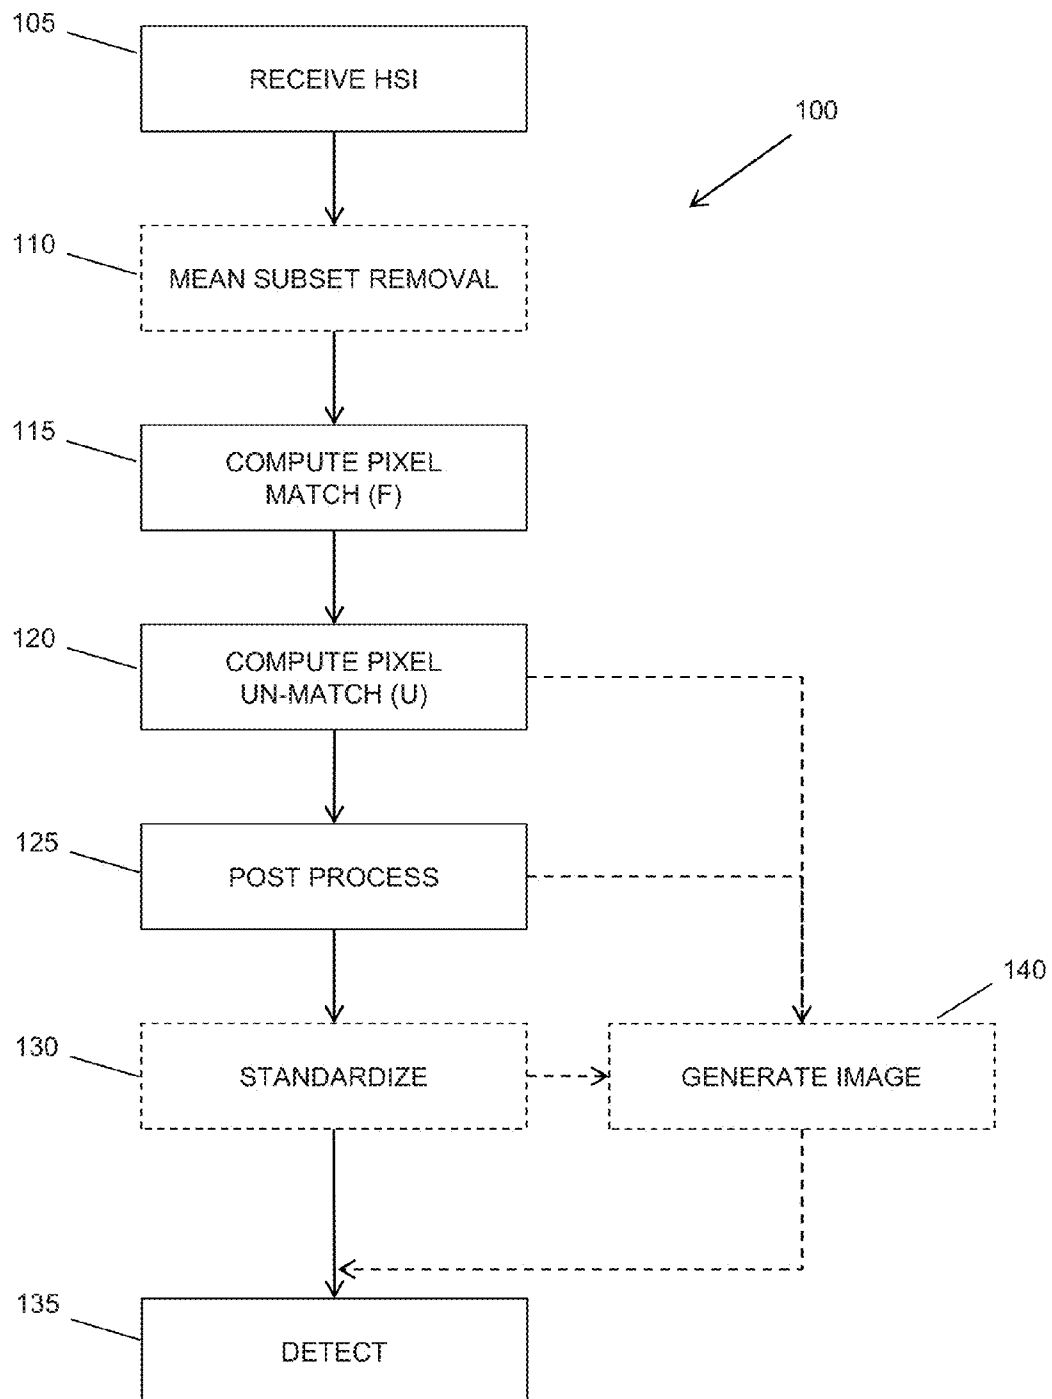 105
RECEIVE HSI
100
110
MEAN SUBSET REMOVAL
115
COMPUTE PIXEL
MATCH (F)
120
COMPUTE PIXEL
UN-MATCH (U)
125
POST PROCESS
140
130
STANDARDIZE
GENERATE IMAGE
135
DETECT